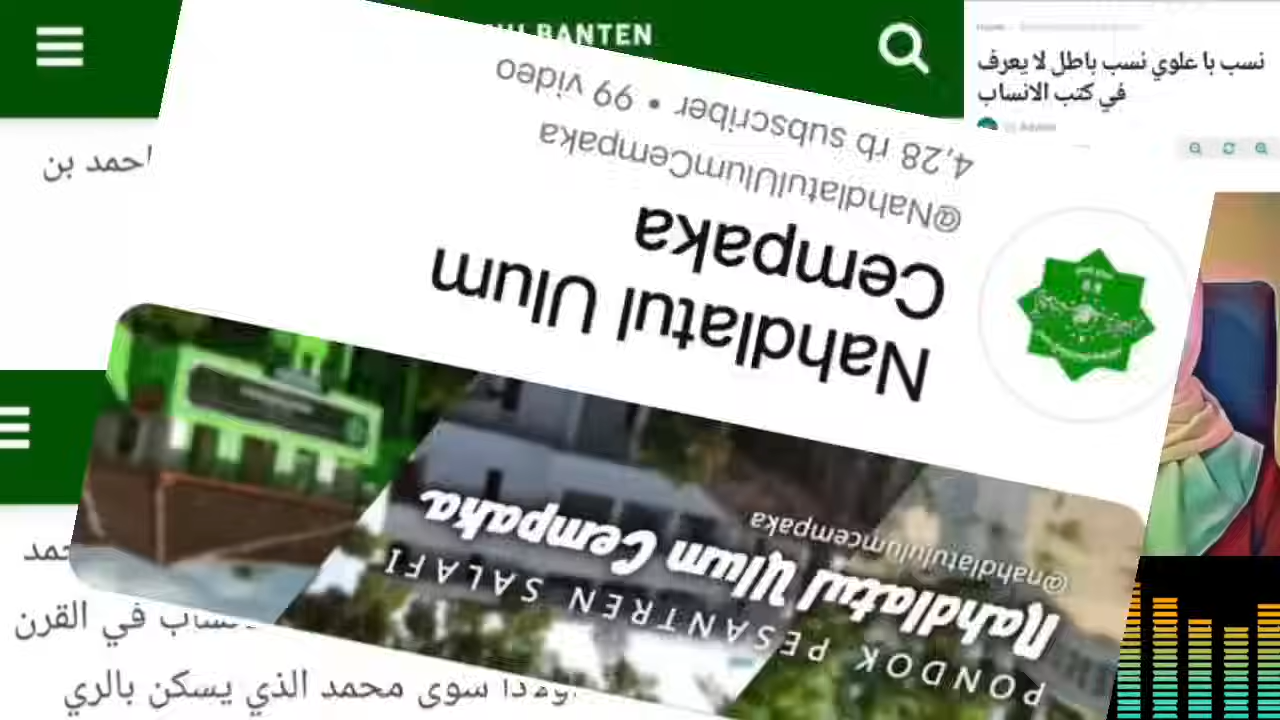 BANTEN
نسب با علوي نسب باطل لا يعرف
في كتب الانساب
احمد بن
PONDOK PESANTREN SALAFI
Nahdlatul Ulum Cempaka
@nahdlatululumcempaka
Nahdlatul Ulum
Cempaka
@NahdlatulUlumCempaka
4,28 rb subscriber • 99 video
في القرن
سوى محمد الذي يسكن بالري